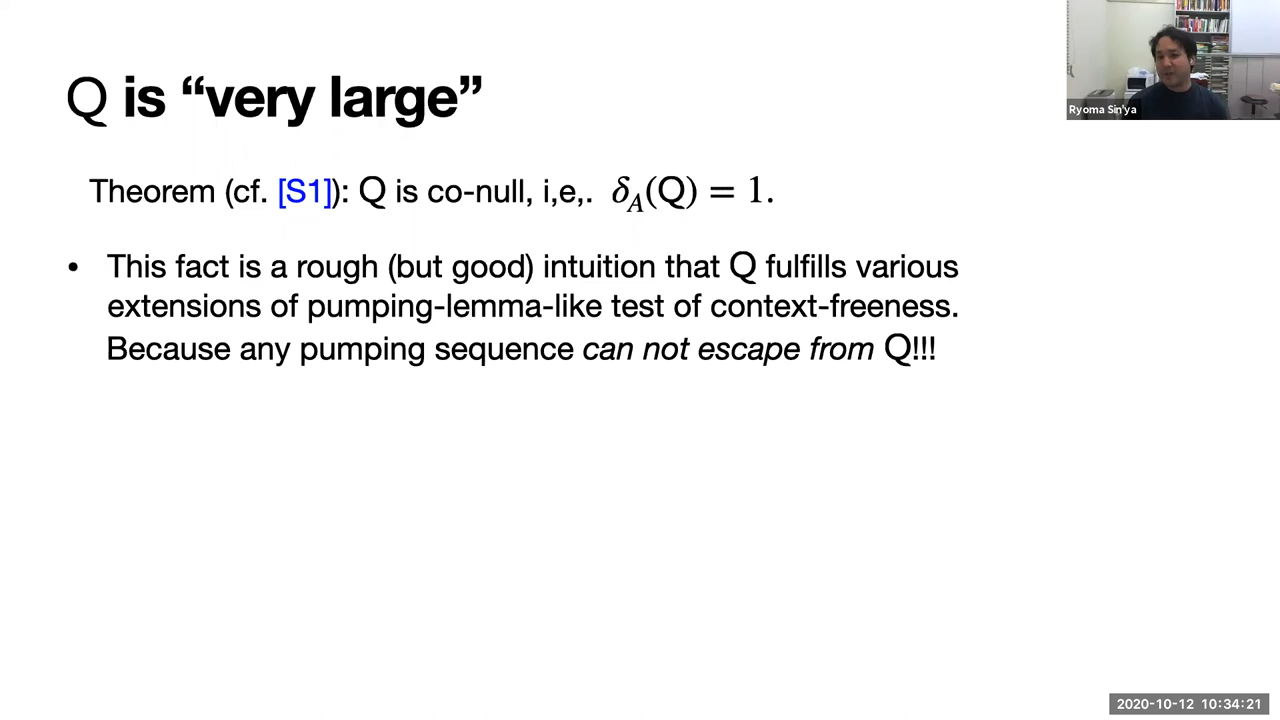 Q is “very large”
Ryoma Sin'ya
Theorem (cf. [S1]): Q is co-null, i,e,. δ_A(Q) = 1.
• This fact is a rough (but good) intuition that Q fulfills various
extensions of pumping-lemma-like test of context-freeness.
Because any pumping sequence can not escape from Q!!!
2020-10-12 10:34:21